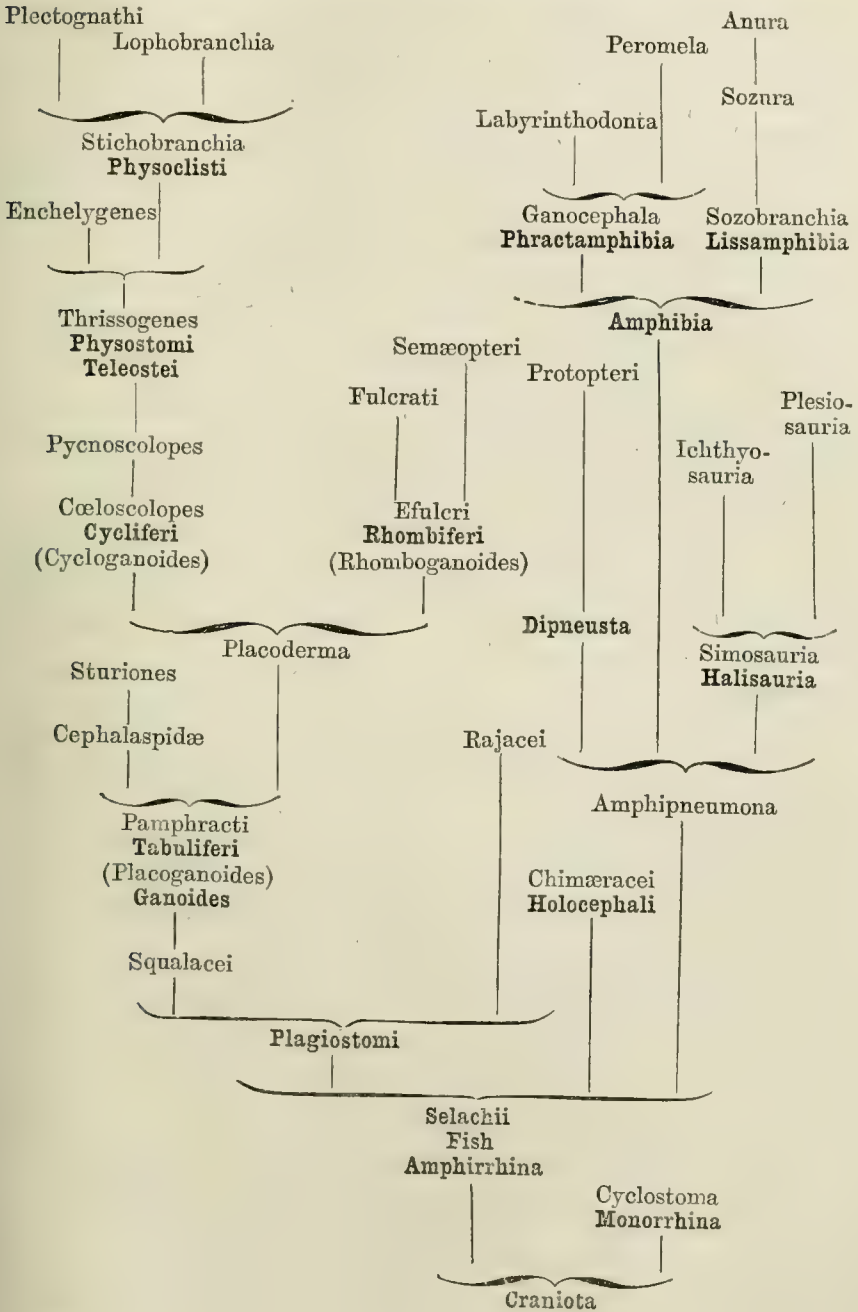 Plectognathi
Lophobranchia
Anura
Peromela
Sozura
Labyrinthodonta
Stichobranchia
Physoclisti
Enchelygenes
Ganocephala
Phractamphibia
Sozobranchia
Lissamphibia
Thrissogenes
Physostomi
Teleostei
Amphibia
Semæopteri
Protopteri
Fulcrati
Plesio-
sauria
Pycnoscolopes
Ichthyo-
sauria
Cœloscolopes
Cycliferi
(Cycloganoides)
Efulcri
Rhombiferi
(Rhomboganoides)
Dipneusta
Placoderma
Simosauria
Halisauria
Sturiones
Cephalaspidæ
Rajacei
Amphipneumona
Pamphracti
Tabuliferi
(Placoganoides)
Ganoides
Chimæracei
Holocephali
Squalacei
Plagiostomi
Selachii
Fish
Amphirrhina
Cyclostoma
Monorrhina
Craniota